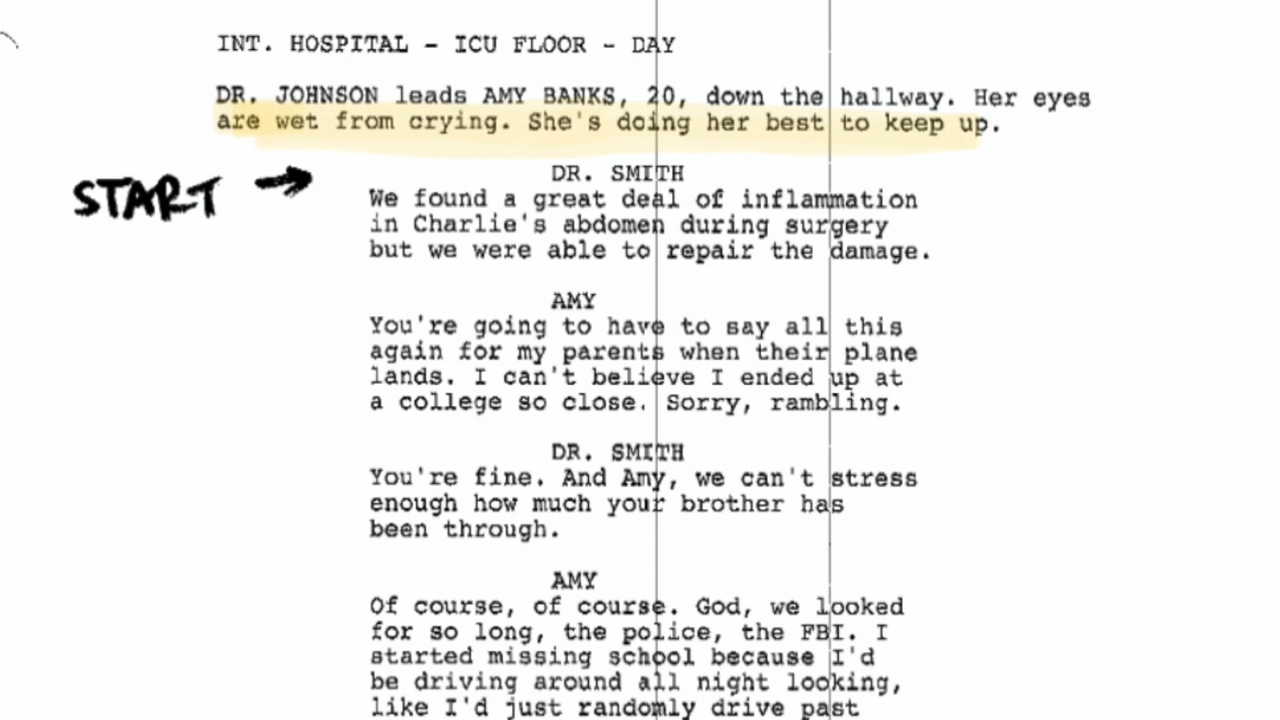 INT. HOSPITAL - ICU FLOOR - DAY
DR. JOHNSON leads AMY BANKS, 20, down the hallway. Her eyes
are wet from crying. She's doing her best to keep up.
START →
DR. SMITH
We found a great deal of inflammation
in Charlie's abdomen during surgery
but we were able to repair the damage.
AMY
You're going to have to say all this
again for my parents when their plane
lands. I can't believe I ended up at
a college so close. Sorry, rambling.
DR. SMITH
You're fine. And Amy, we can't stress
enough how much your brother has
been through.
AMY
Of course, of course. God, we looked
for so long, the police, the FBI. I
started missing school because I'd
be driving around all night looking,
like I'd just randomly drive past